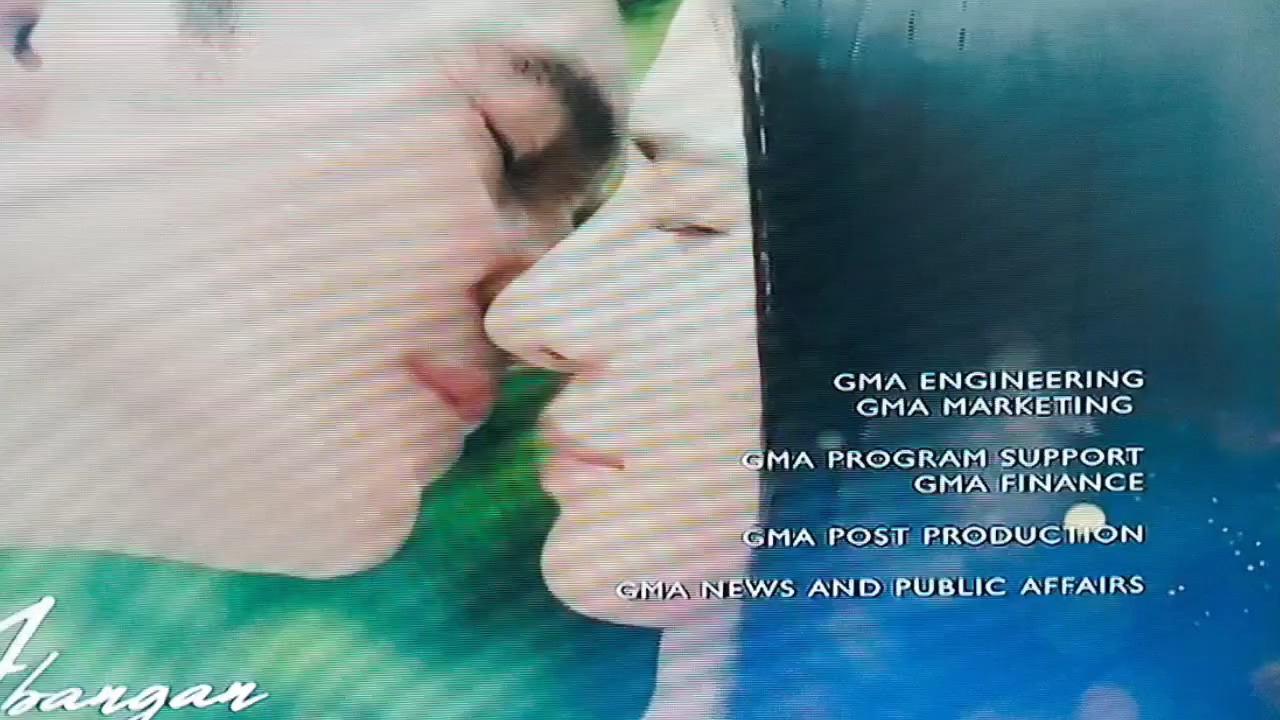 GMA ENGINEERING
GMA MARKETING
GMA PROGRAM SUPPORT
GMA FINANCE
GMA POST PRODUCTION
GMA NEWS AND PUBLIC AFFAIRS
Abangan